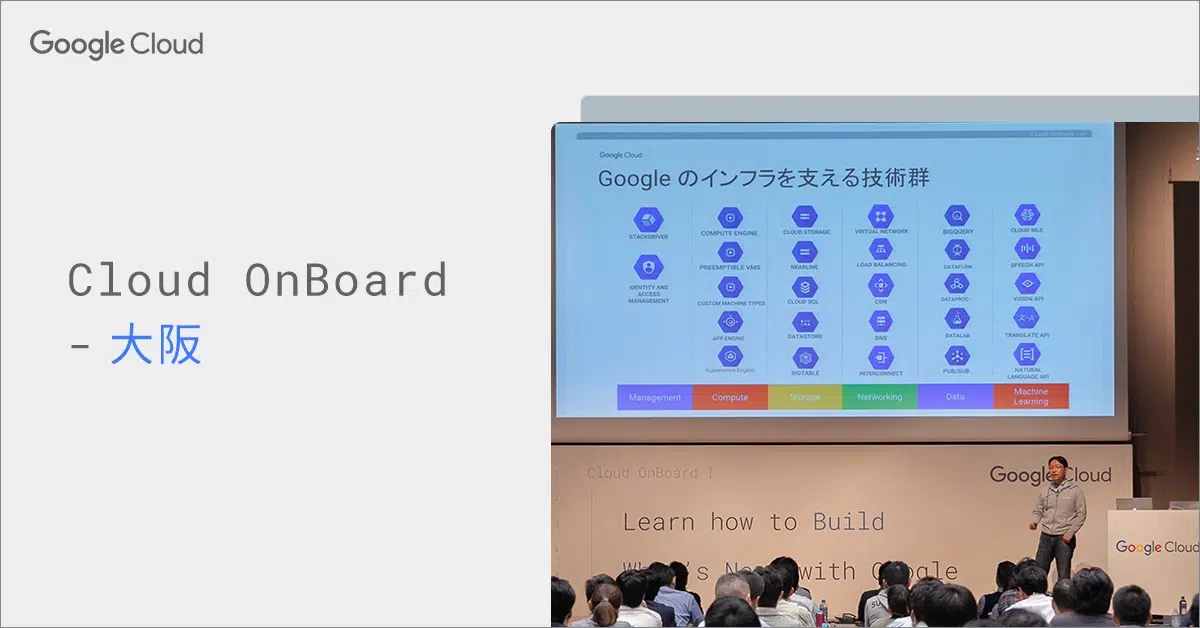 Google Cloud
Cloud OnBoard
- 大阪
Cloud OnBoard
Google Cloud
Google のインフラを支える技術群
STACKDRIVER
IDENTITY AND
ACCESS
MANAGEMENT
COMPUTE ENGINE
PREEMPTIBLE VMS
CUSTOM MACHINE TYPES
APP ENGINE
Kubernetes Engine
CLOUD STORAGE
NEARLINE
CLOUD SQL
DATASTORE
BIGTABLE
VIRTUAL NETWORK
LOAD BALANCING
CDN
DNS
INTERCONNECT
BIGQUERY
DATAFLOW
DATAPROC
DATALAB
PUB/SUB
CLOUD MLE
SPEECH API
VISION API
TRANSLATE API
NATURAL
LANGUAGE API
Management
Compute
Storage
Networking
Data
Machine
Learning
Cloud OnBoard
Google Cloud
Learn how to Build
with Google
Google Cloud